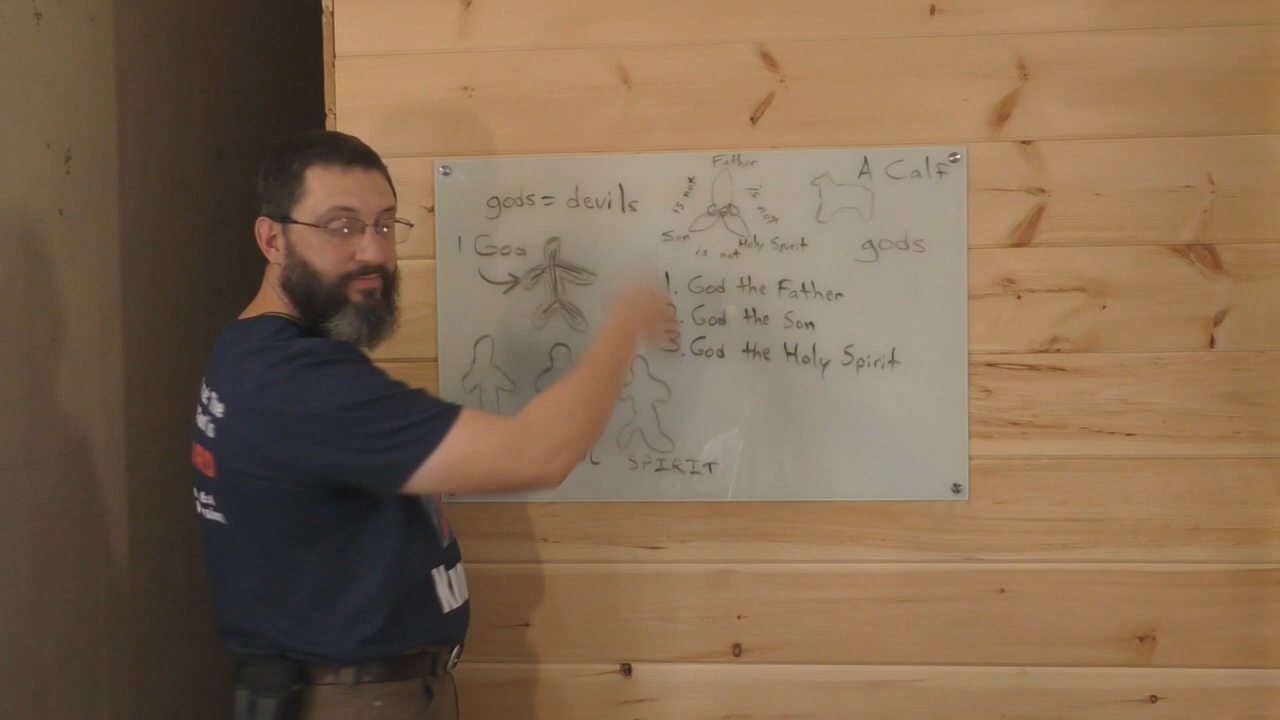 gods = devils
1 God
SPIRIT
Father
is not
is not
God
Son
is not
Holy Spirit
A Calf
gods
1. God the Father
2. God the Son
3. God the Holy Spirit